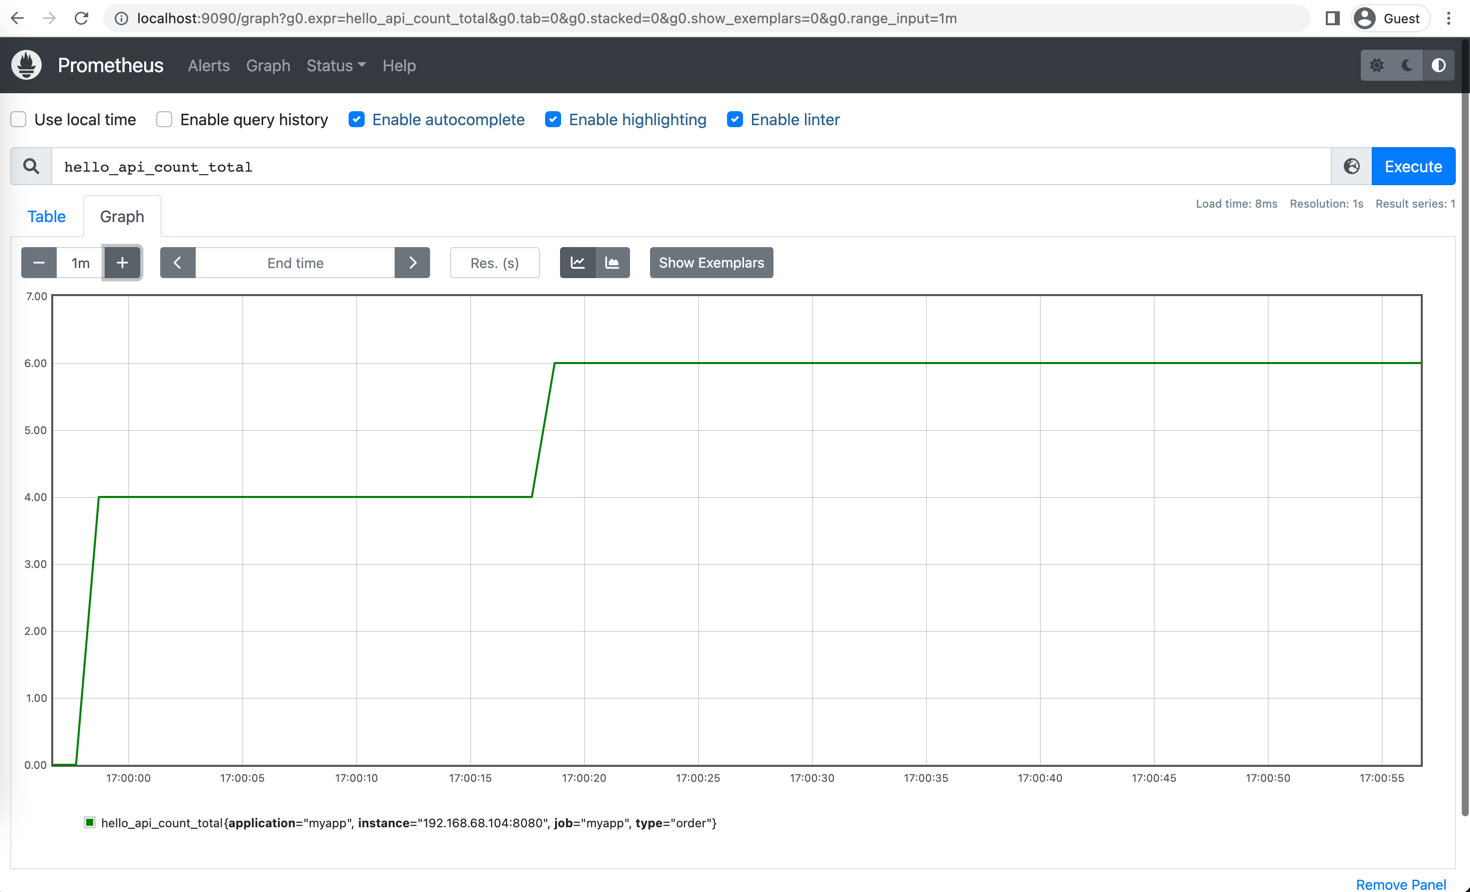 localhost:9090/graph?g0.expr=hello_api_count_total&g0.tab=0&g0.stacked=0&g0.show_exemplars=0&g0.range_input=1m Guest
Prometheus Alerts Graph Status Help
Use local time Enable query history Enable autocomplete Enable highlighting Enable linter
hello_api_count_total Execute
Load time: 8ms Resolution: 1s Result series: 1
Table Graph
− 1m + End time Res. (s) Show Exemplars
7.00
6.00
5.00
4.00
3.00
2.00
1.00
0.00
17:00:00 17:00:05 17:00:10 17:00:15 17:00:20 17:00:25 17:00:30 17:00:35 17:00:40 17:00:45 17:00:50 17:00:55
hello_api_count_total{application="myapp", instance="192.168.68.104:8080", job="myapp", type="order"}
Remove Panel